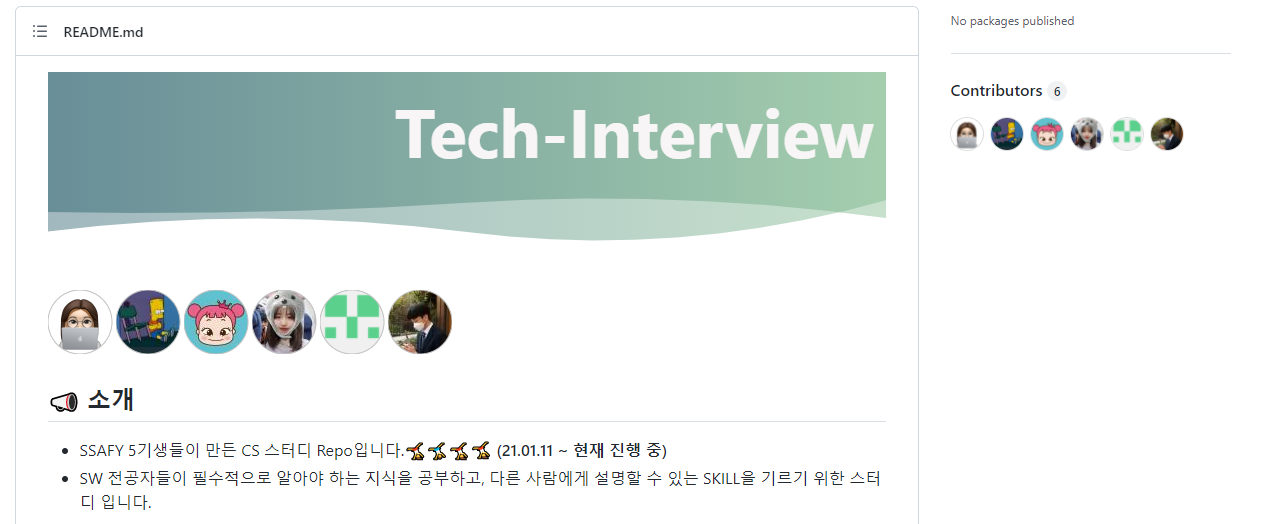 README.md
Tech-Interview
소개
SSAFY 5기생들이 만든 CS 스터디 Repo입니다. (21.01.11 ~ 현재 진행 중)
SW 전공자들이 필수적으로 알아야 하는 지식을 공부하고, 다른 사람에게 설명할 수 있는 SKILL을 기르기 위한 스터
디 입니다.
No packages published
Contributors 6